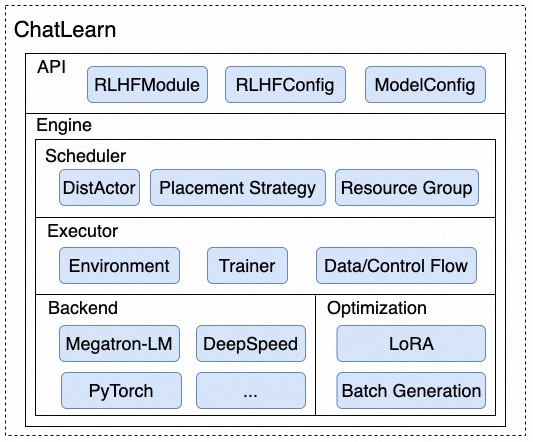 ChatLearn
API
RLHFModule RLHFConfig ModelConfig
Engine
Scheduler
DistActor Placement Strategy Resource Group
Executor
Environment Trainer Data/Control Flow
Backend Optimization
Megatron-LM DeepSpeed LoRA
PyTorch ... Batch Generation